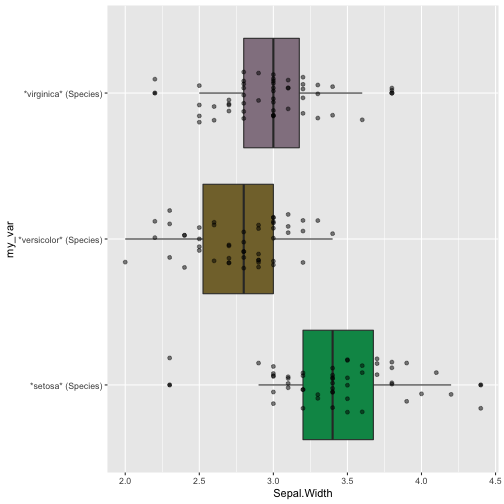 "virginica" (Species)
"versicolor" (Species)
"setosa" (Species)
my_var
2.0 2.5 3.0 3.5 4.0 4.5
Sepal.Width